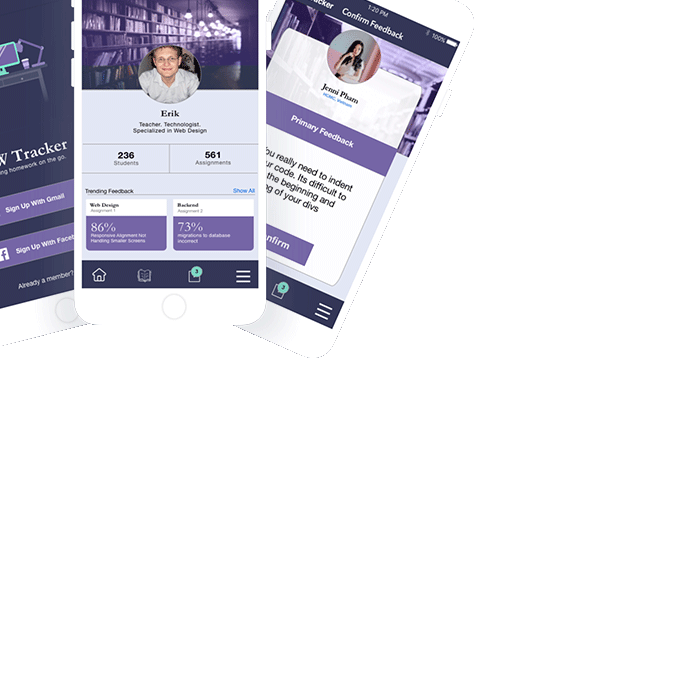 W Tracker
ing homework on the go.
Sign Up With Gmail
Sign Up With Faceb
Already a member?
Erik
Teacher. Technologist.
Specialized in Web Design
236
Students
561
Assignments
Trending Feedback
Show All
Web Design
Assignment 1
86%
Responsive Alignment Not
Handling Smaller Screens
Backend
Assignment 2
73%
migrations to database
incorrect
3
1:20 PM
100%
acker
Confirm Feedback
Jenni Pham
Primary Feedback
ou really need to indent
ur code. Its difficult to
the beginning and
ng of your divs
nfirm
3